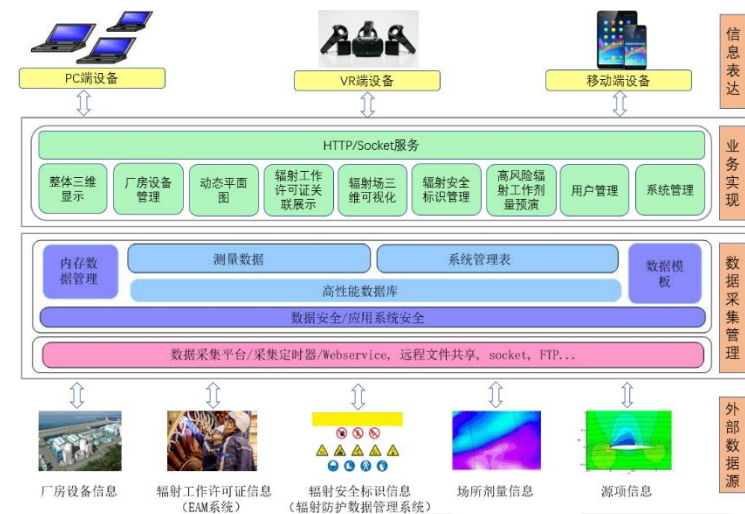 PC端设备
VR端设备
移动端设备
信息表达
HTTP/Socket服务
整体三维
显示
厂房设备
管理
动态平面
图
辐射工作
许可证关
联展示
辐射场三
维可视化
辐射安全
标识管理
高风险辐
射工作剂
量预演
用户管理
系统管理
业务实现
内存数
据管理
测量数据
系统管理表
数据模
板
高性能数据库
数据安全/应用系统安全
数据采集平台/采集定时器/Webservice, 远程文件共享, socket, FTP...
数据采集管理
厂房设备信息
辐射工作许可证信息
(EAM系统)
辐射安全标识信息
(辐射防护数据管理系统)
场所剂量信息
源项信息
外部数据源